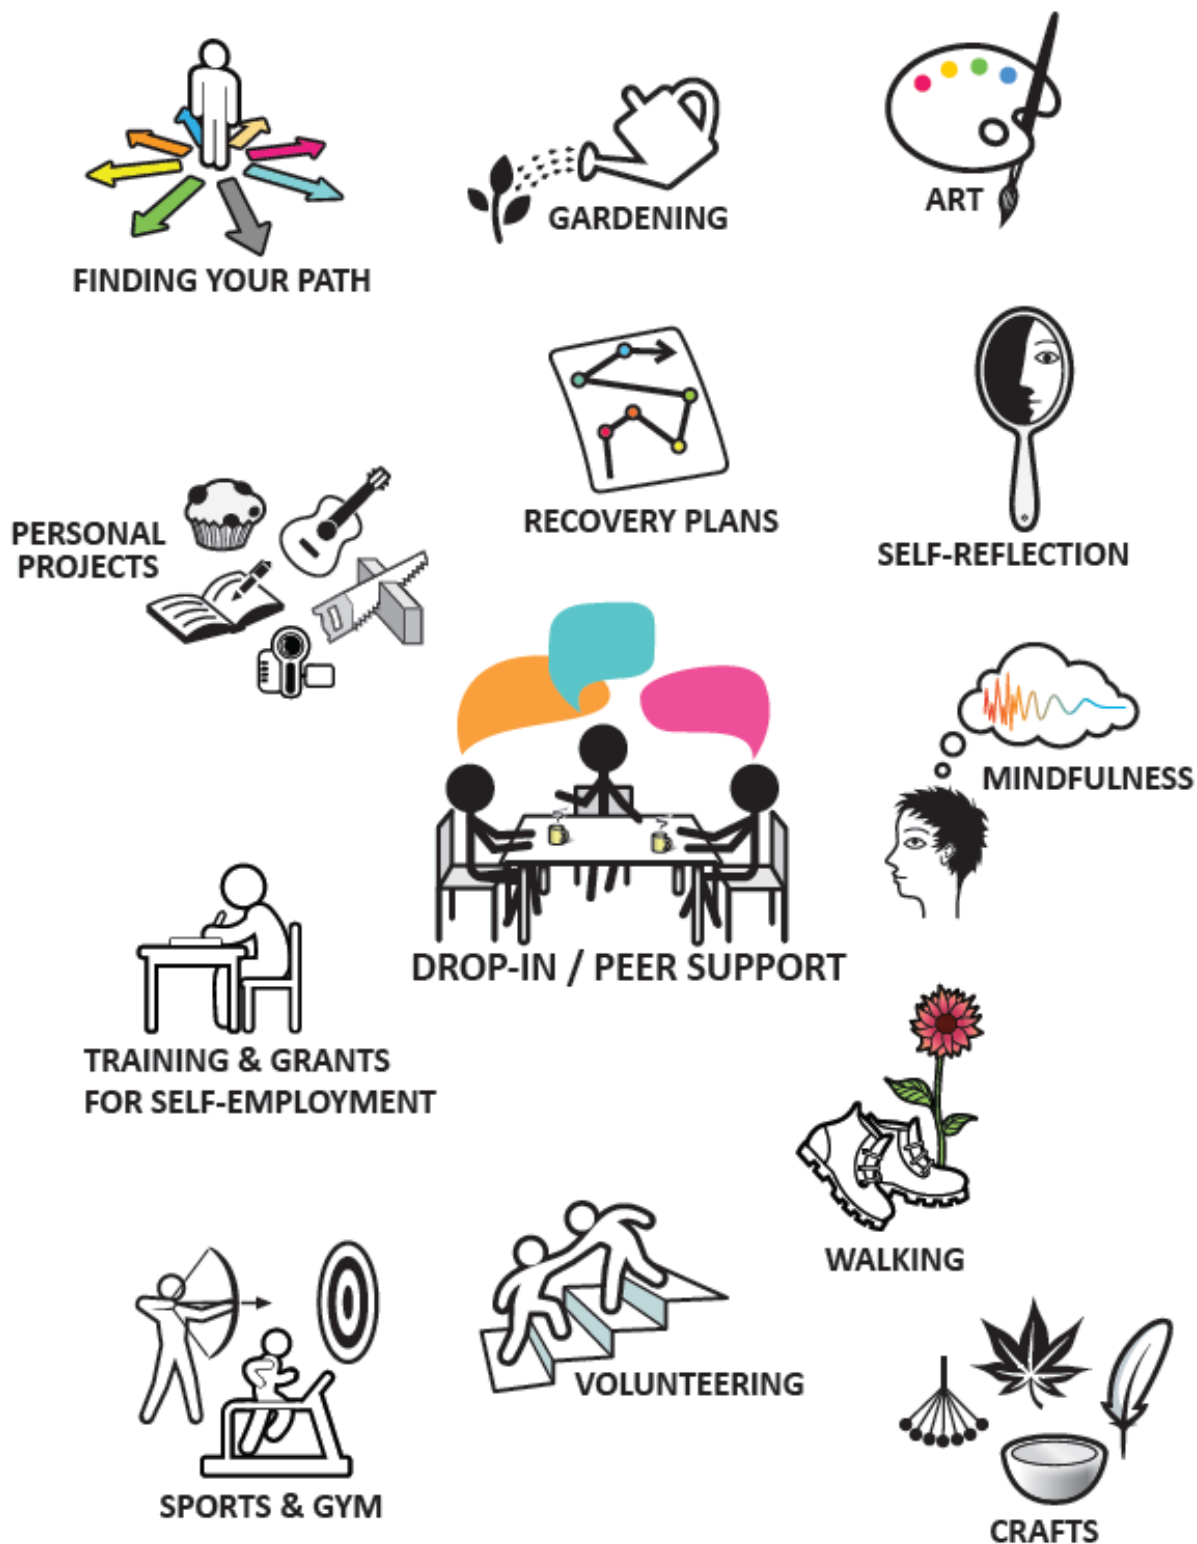 FINDING YOUR PATH
GARDENING
ART
PERSONAL
PROJECTS
RECOVERY PLANS
SELF-REFLECTION
MINDFULNESS
DROP-IN / PEER SUPPORT
TRAINING & GRANTS
FOR SELF-EMPLOYMENT
WALKING
VOLUNTEERING
SPORTS & GYM
CRAFTS